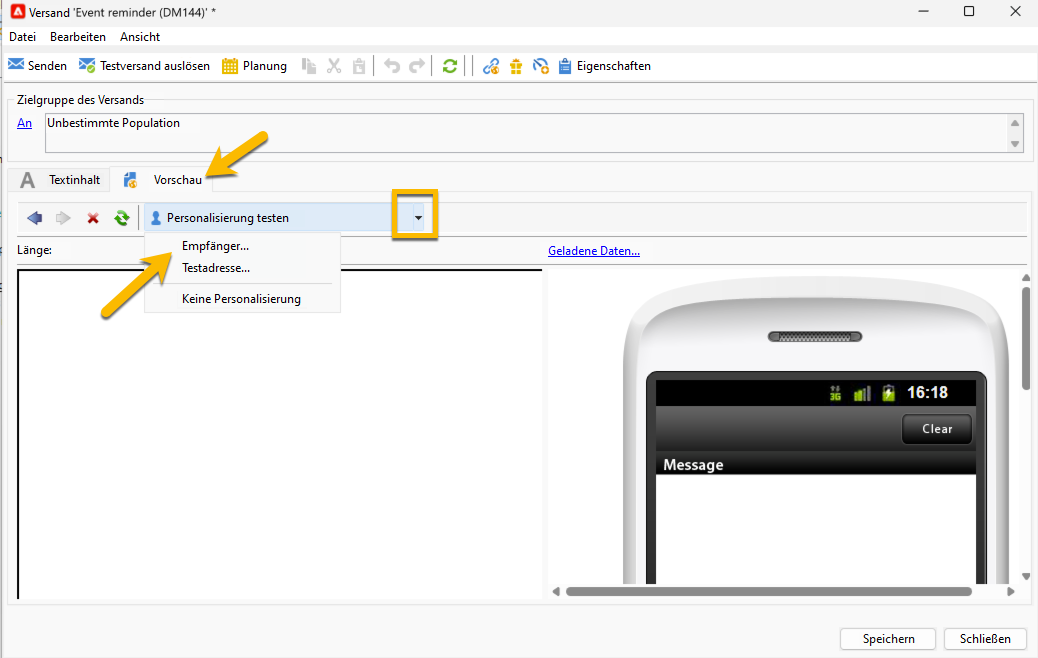 Versand 'Event reminder (DM144)' *
Datei Bearbeiten Ansicht
Senden Testversand auslösen Planung Eigenschaften
Zielgruppe des Versands
An Unbestimmte Population
A Textinhalt Vorschau
Personalisierung testen
Empfänger...
Testadresse...
Keine Personalisierung
Länge: Geladene Daten...
3G 16:18
Clear
Message
Speichern Schließen